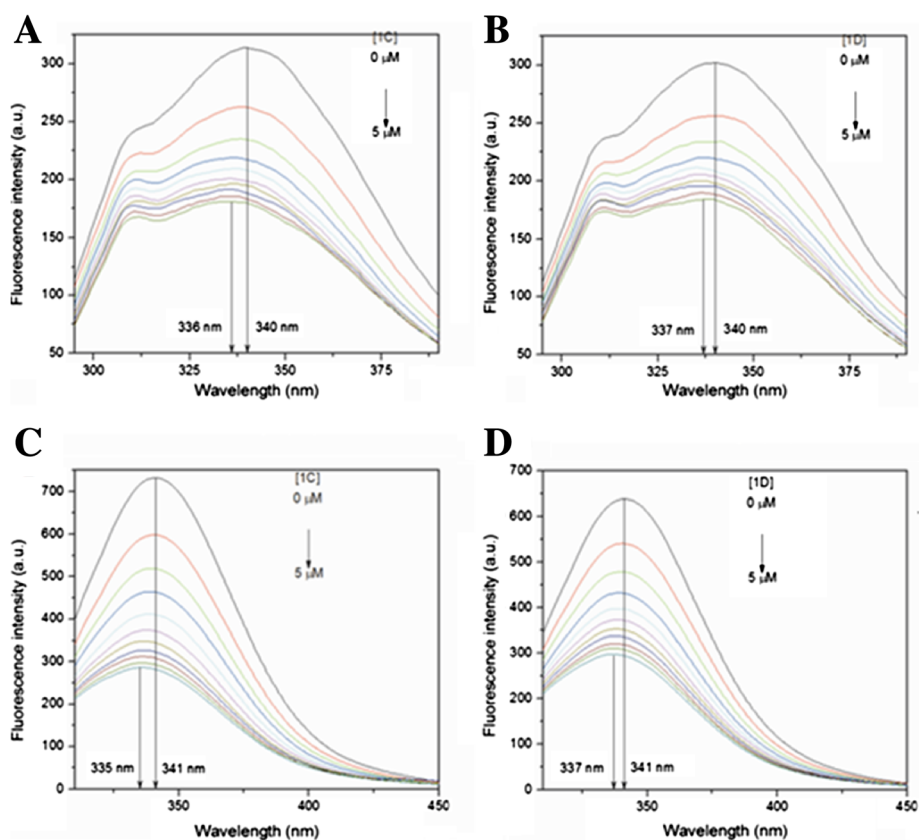 A
[1C]
0 µM
5 µM
Fluorescence intensity (a.u.)
300
250
200
150
100
50
336 nm
340 nm
300
325
350
375
Wavelength (nm)
B
[1D]
0 µM
5 µM
Fluorescence intensity (a.u.)
300
250
200
150
100
50
337 nm
340 nm
300
325
350
375
Wavelength (nm)
C
[1C]
0 µM
5 µM
Fluorescence intensity (a.u.)
700
600
500
400
300
200
100
0
335 nm
341 nm
350
400
450
Wavelength (nm)
D
[1D]
0 µM
5 µM
Fluorescence intensity (a.u.)
700
600
500
400
300
200
100
0
337 nm
341 nm
350
400
450
Wavelength (nm)